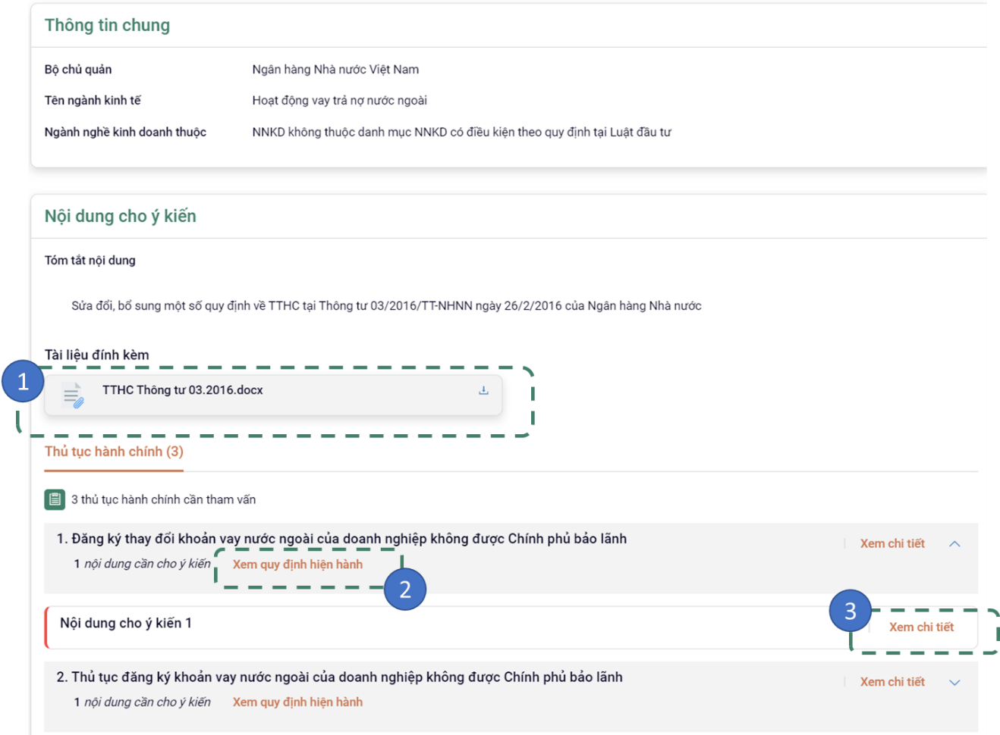 Thông tin chung
Bộ chủ quản Ngân hàng Nhà nước Việt Nam
Tên ngành kinh tế Hoạt động vay trả nợ nước ngoài
Ngành nghề kinh doanh thuộc NNKD không thuộc danh mục NNKD có điều kiện theo quy định tại Luật đầu tư
Nội dung cho ý kiến
Tóm tắt nội dung
Sửa đổi, bổ sung một số quy định về TTHC tại Thông tư 03/2016/TT-NHNN ngày 26/2/2016 của Ngân hàng Nhà nước
Tài liệu đính kèm
1
TTHC Thông tư 03.2016.docx
Thủ tục hành chính (3)
3 thủ tục hành chính cần tham vấn
1. Đăng ký thay đổi khoản vay nước ngoài của doanh nghiệp không được Chính phủ bảo lãnh Xem chi tiết
1 nội dung cần cho ý kiến Xem quy định hiện hành
2
3
Nội dung cho ý kiến 1 Xem chi tiết
2. Thủ tục đăng ký khoản vay nước ngoài của doanh nghiệp không được Chính phủ bảo lãnh Xem chi tiết
1 nội dung cần cho ý kiến Xem quy định hiện hành